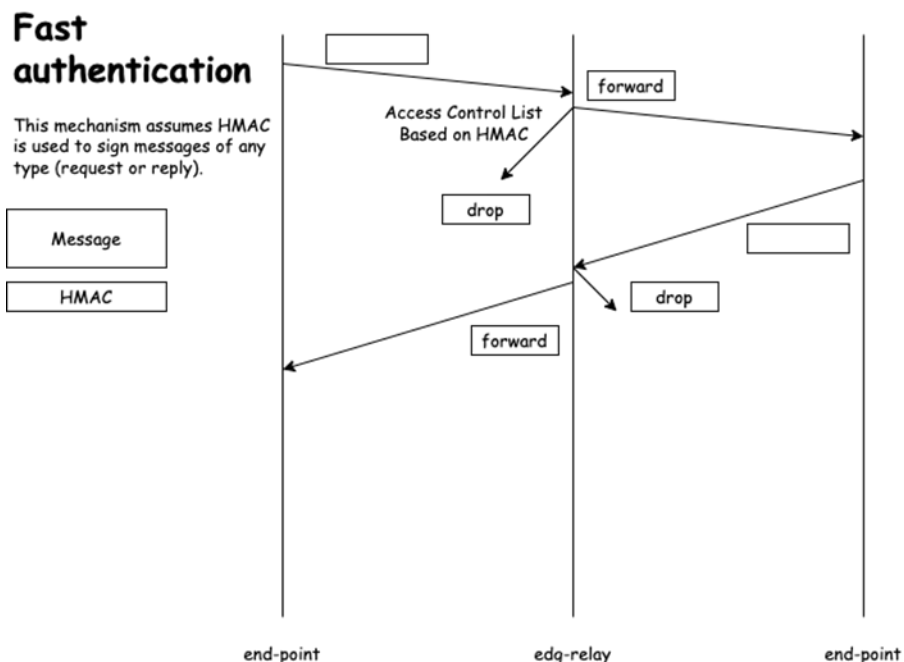 Fast
authentication
This mechanism assumes HMAC
is used to sign messages of any
type (request or reply).
Message
HMAC
forward
Access Control List
Based on HMAC
drop
drop
forward
end-point
edg-relay
end-point